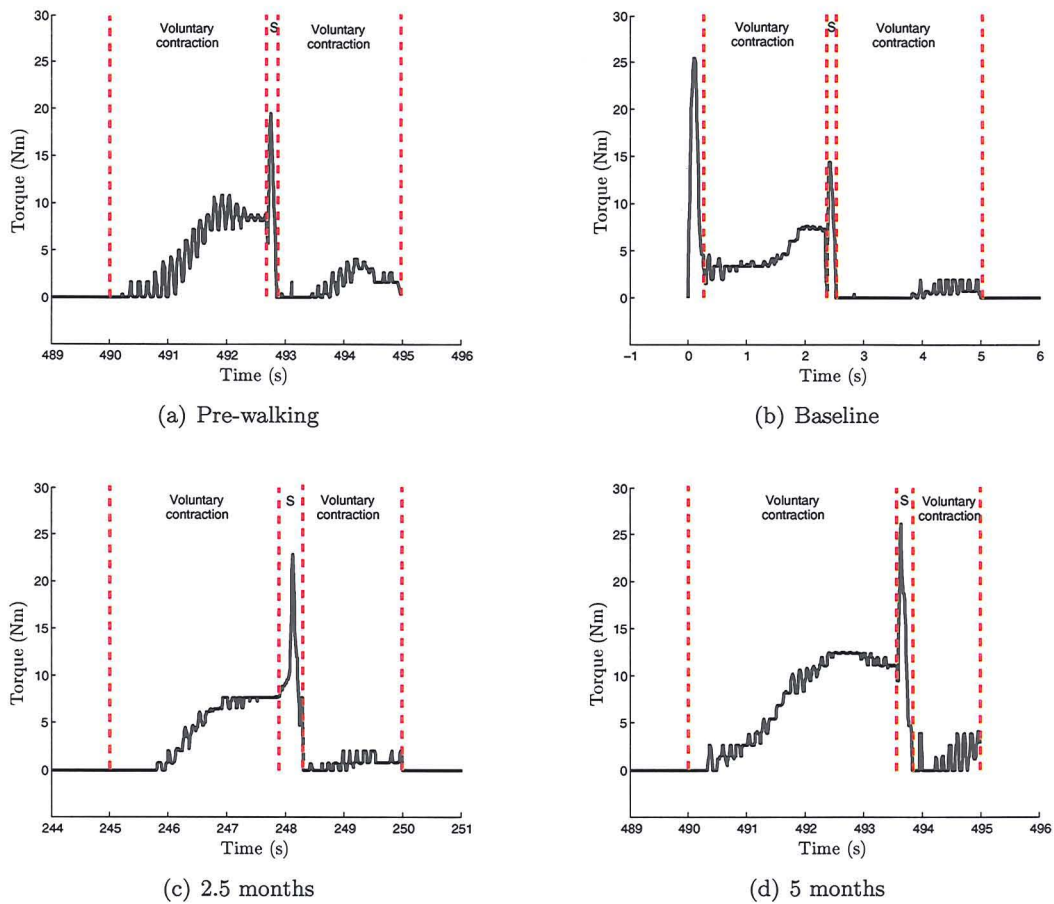 Voluntary contraction
S
Voluntary contraction
30
25
20
15
10
5
0
Torque (Nm)
489 490 491 492 493 494 495 496
Time (s)
(a) Pre-walking
Voluntary contraction
S
Voluntary contraction
30
25
20
15
10
5
0
Torque (Nm)
−1 0 1 2 3 4 5 6
Time (s)
(b) Baseline
Voluntary contraction
S
Voluntary contraction
30
25
20
15
10
5
0
Torque (Nm)
244 245 246 247 248 249 250 251
Time (s)
(c) 2.5 months
Voluntary contraction
S
Voluntary contraction
30
25
20
15
10
5
0
Torque (Nm)
489 490 491 492 493 494 495 496
Time (s)
(d) 5 months